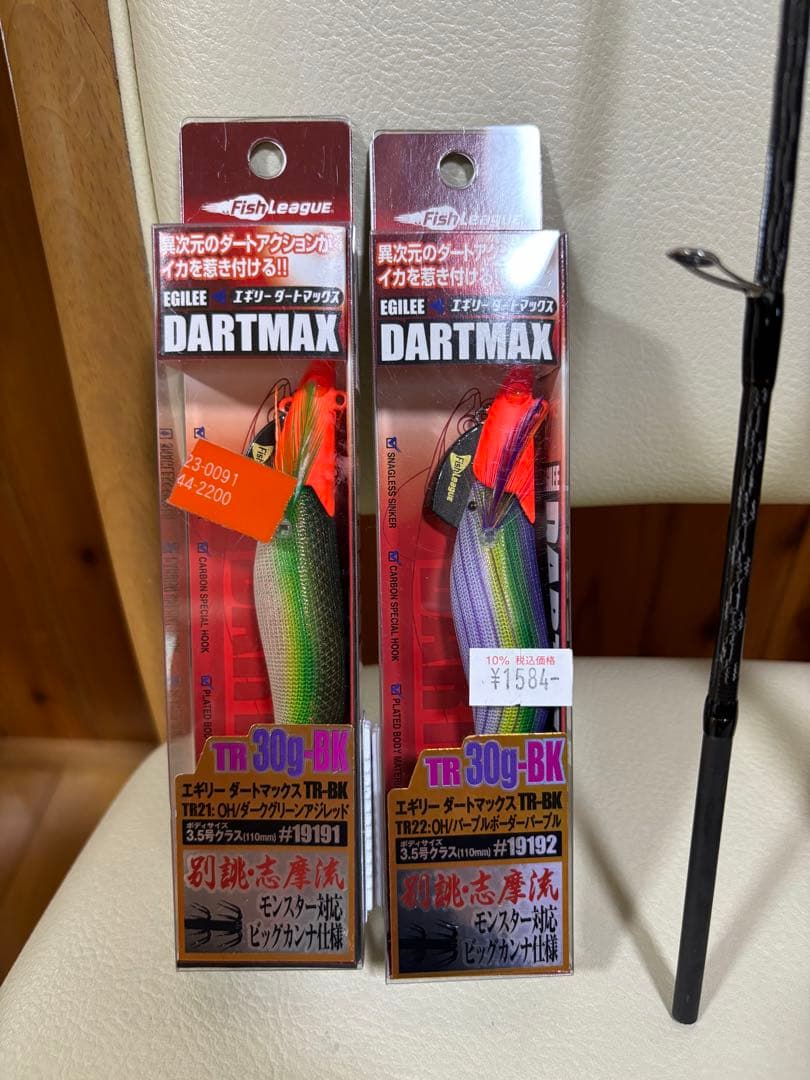 FishLeague
異次元のダートアクションが
イカを惹き付ける!!
EGILEE エギリーダートマックス
DARTMAX
23-0091
44-2200
CARBON SPECIAL HOOK
PLATED BODY
TR 30g-BK
エギリー ダートマックス TR-BK
TR21:OH/ダークグリーンアジレッド
ボディサイズ
3.5号クラス(110mm) #19191
別誂・志摩流
モンスター対応
ビッグカンナ仕様
FishLeague
異次元のダートアクシ
イカを惹き付ける!!
EGILEE エギリーダートマックス
DARTMAX
FishLeague
SNAGLESS SINKER
CARBON SPECIAL HOOK
PLATED BODY MATER
10% 税込価格
¥1584-
TR 30g-BK
エギリー ダートマックス TR-BK
TR22:OH/パープルボーダーパープル
ボディサイズ
3.5号クラス(110mm) #19192
別誂・志摩流
モンスター対応
ビッグカンナ仕様